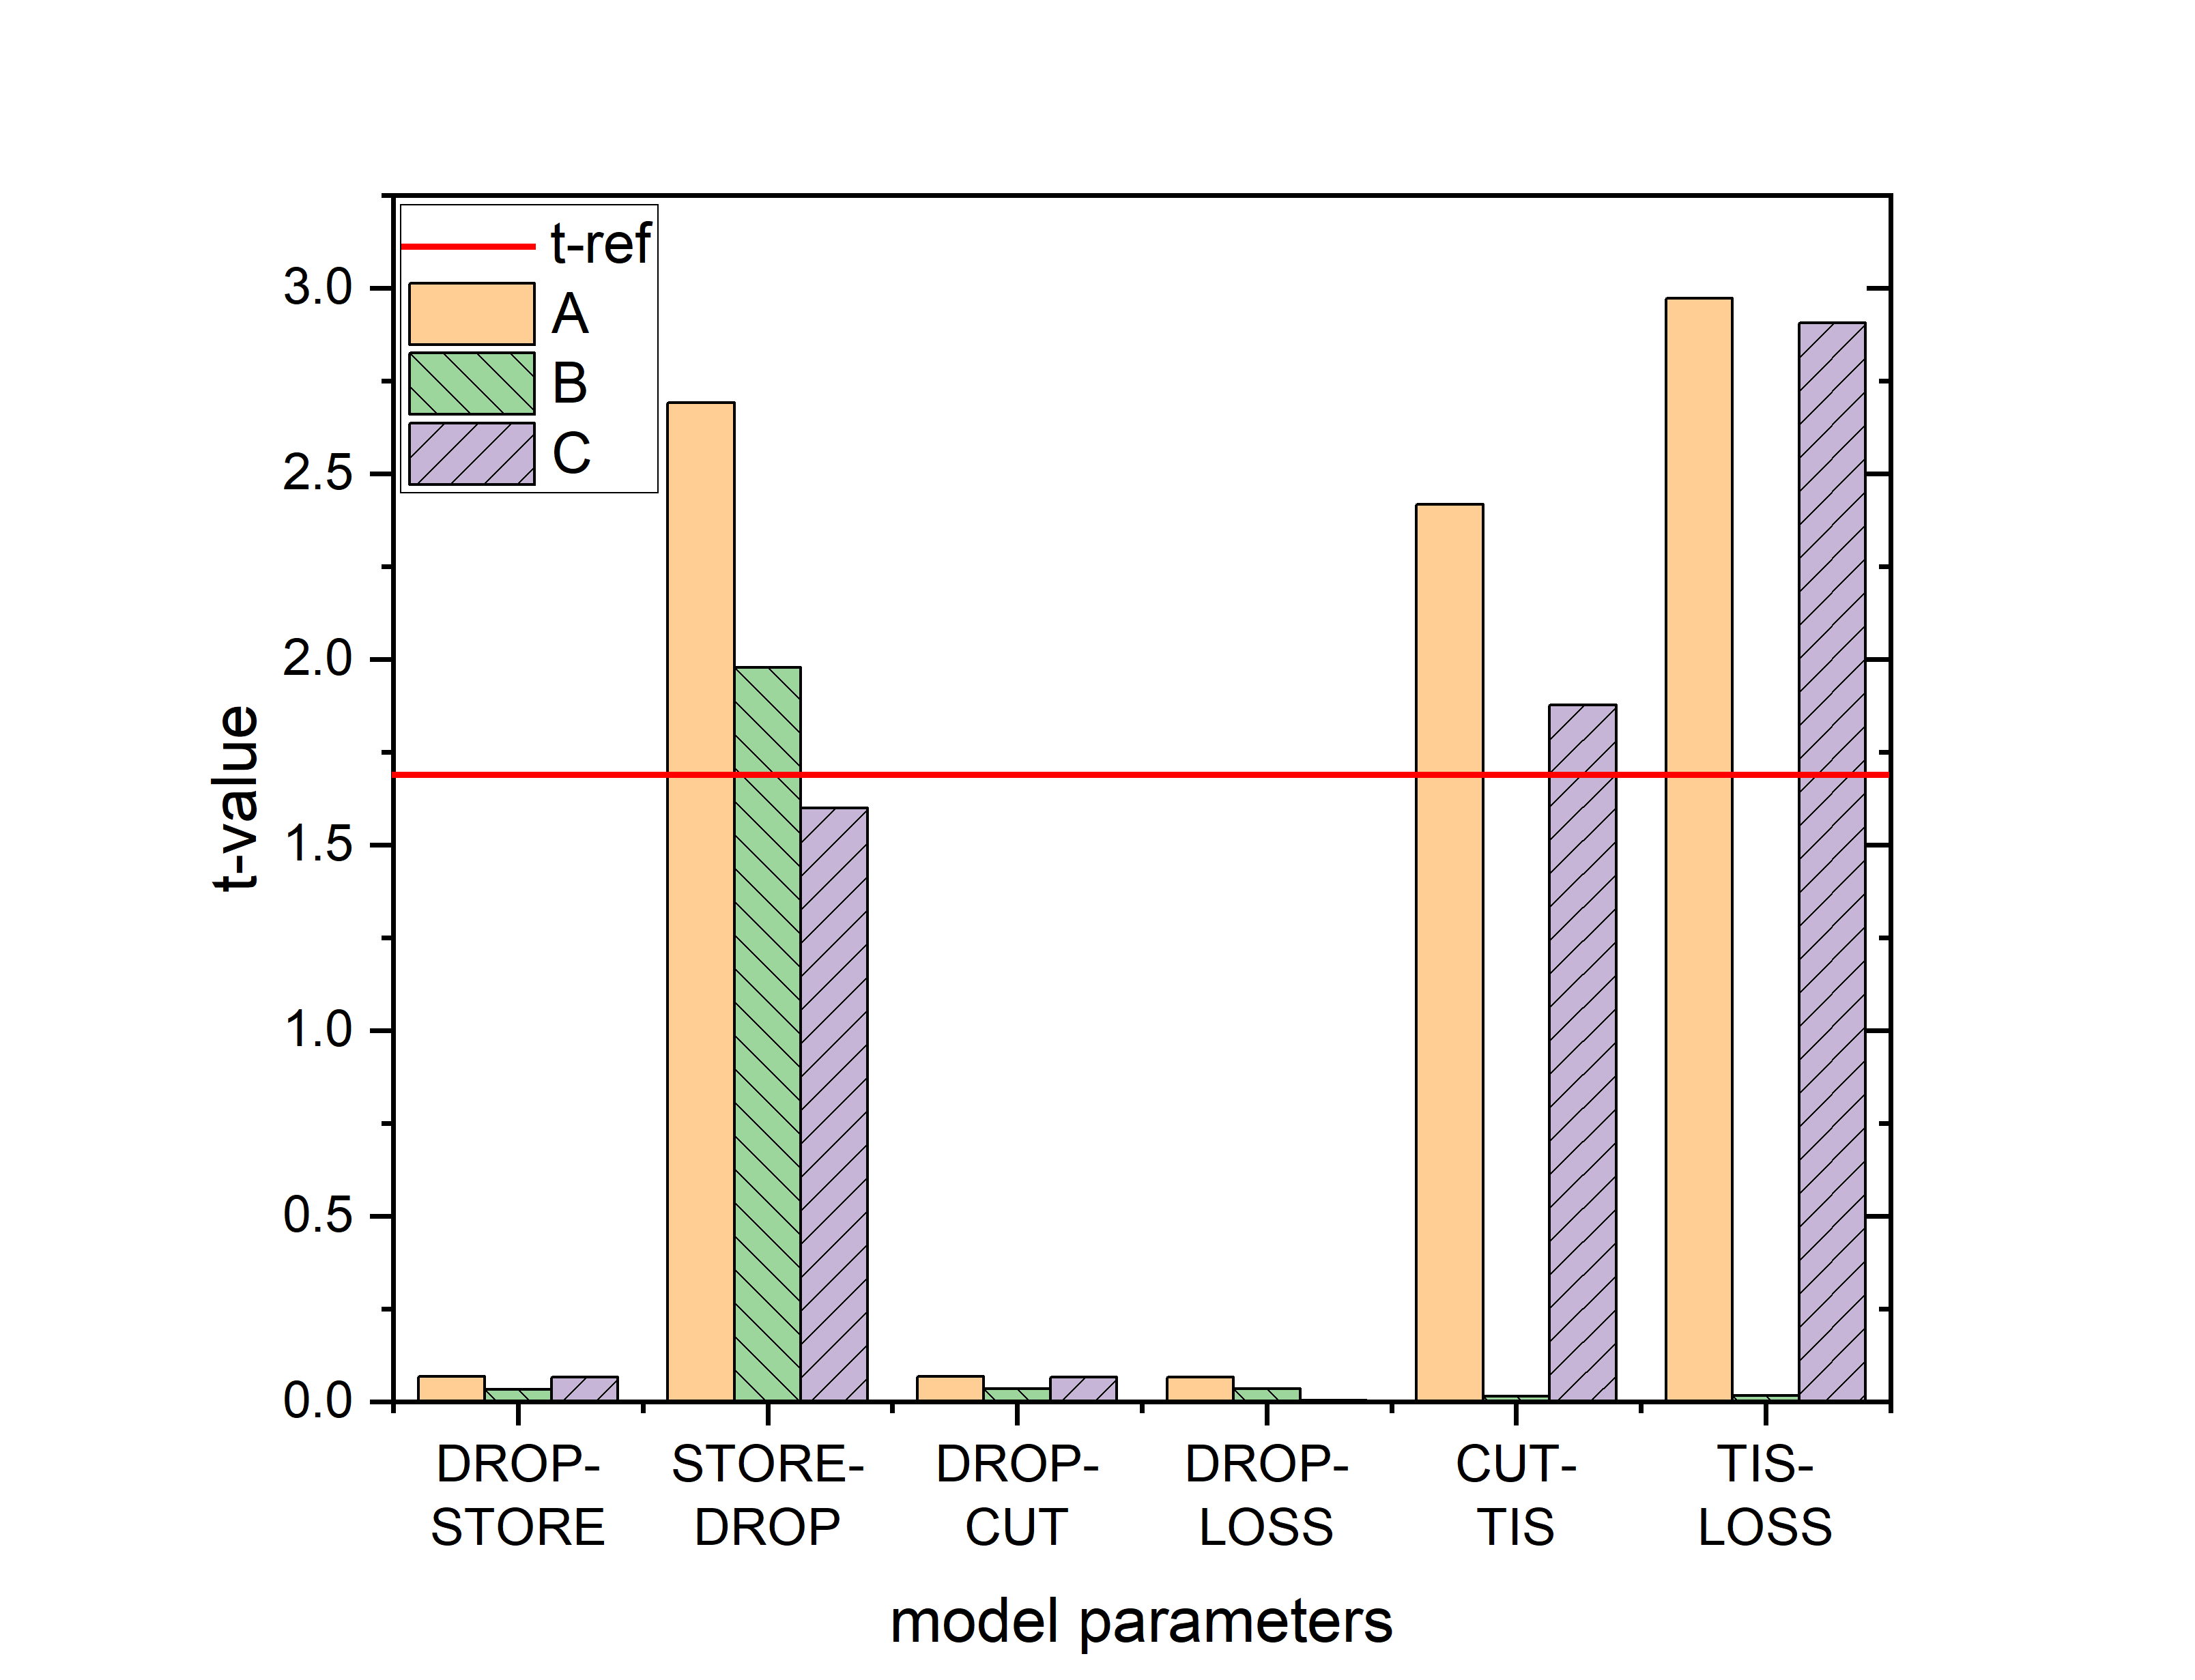 t-ref
A
B
C
3.0
2.5
2.0
1.5
1.0
0.5
0.0
t-value
DROP-
STORE
STORE-
DROP
DROP-
CUT
DROP-
LOSS
CUT-
TIS
TIS-
LOSS
model parameters